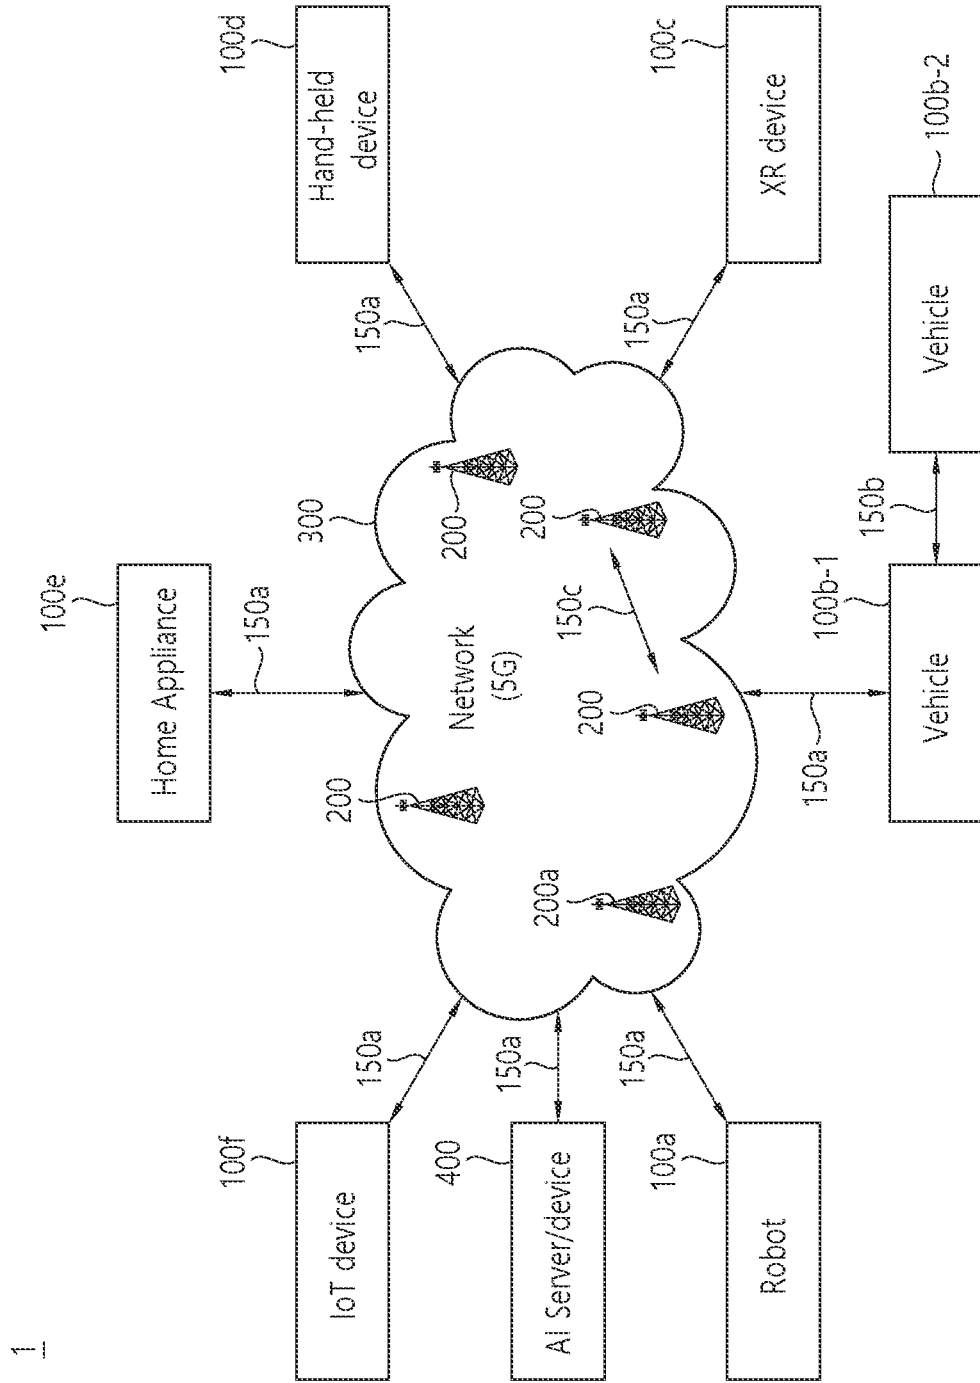 1
100e
Home Appliance
150a
100f
IoT device
150a
300
200
200
Network
(5G)
150a
100d
Hand-held
device
400
AI Server/device
150a
200a
200
150c
200
100a
Robot
150a
150a
100c
XR device
150a
100b-1
Vehicle
150b
100b-2
Vehicle